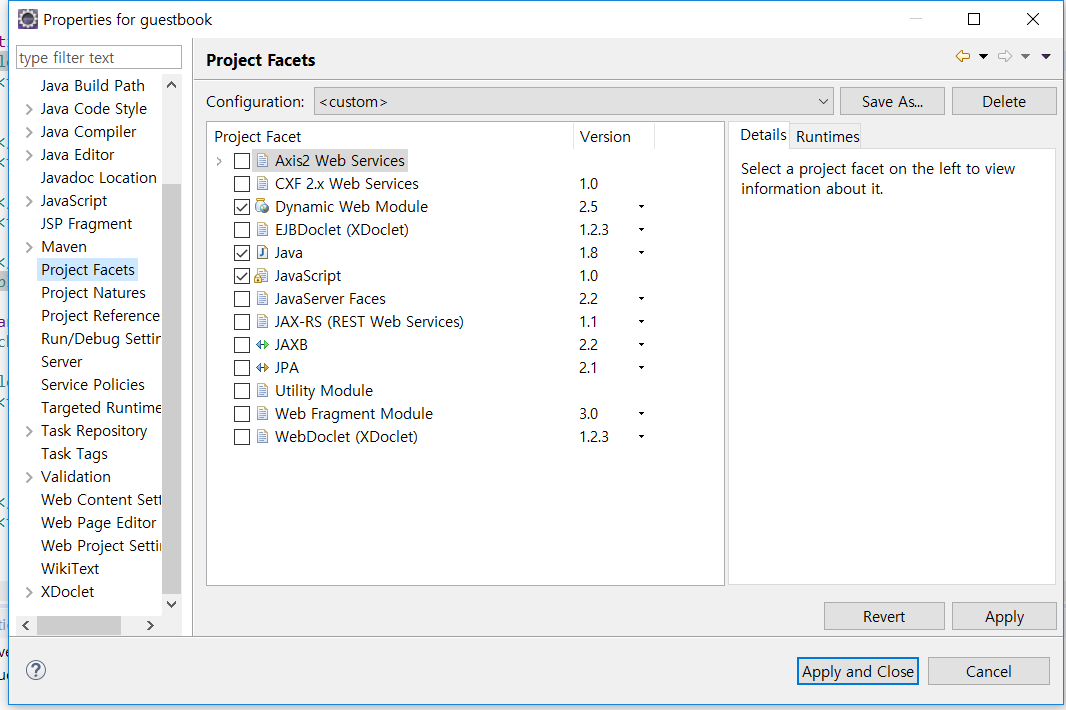 Properties for guestbook
type filter text
Project Facets
Java Build Path
Java Code Style
Java Compiler
Java Editor
Javadoc Location
JavaScript
JSP Fragment
Maven
Project Facets
Project Natures
Project Reference
Run/Debug Settin
Server
Service Policies
Targeted Runtime
Task Repository
Task Tags
Validation
Web Content Sett
Web Page Editor
Web Project Settin
WikiText
XDoclet
Configuration: <custom> Save As... Delete
Project Facet Version
Axis2 Web Services
CXF 2.x Web Services 1.0
Dynamic Web Module 2.5
EJBDoclet (XDoclet) 1.2.3
Java 1.8
JavaScript 1.0
JavaServer Faces 2.2
JAX-RS (REST Web Services) 1.1
JAXB 2.2
JPA 2.1
Utility Module
Web Fragment Module 3.0
WebDoclet (XDoclet) 1.2.3
Details Runtimes
Select a project facet on the left to view
information about it.
Revert Apply
Apply and Close Cancel